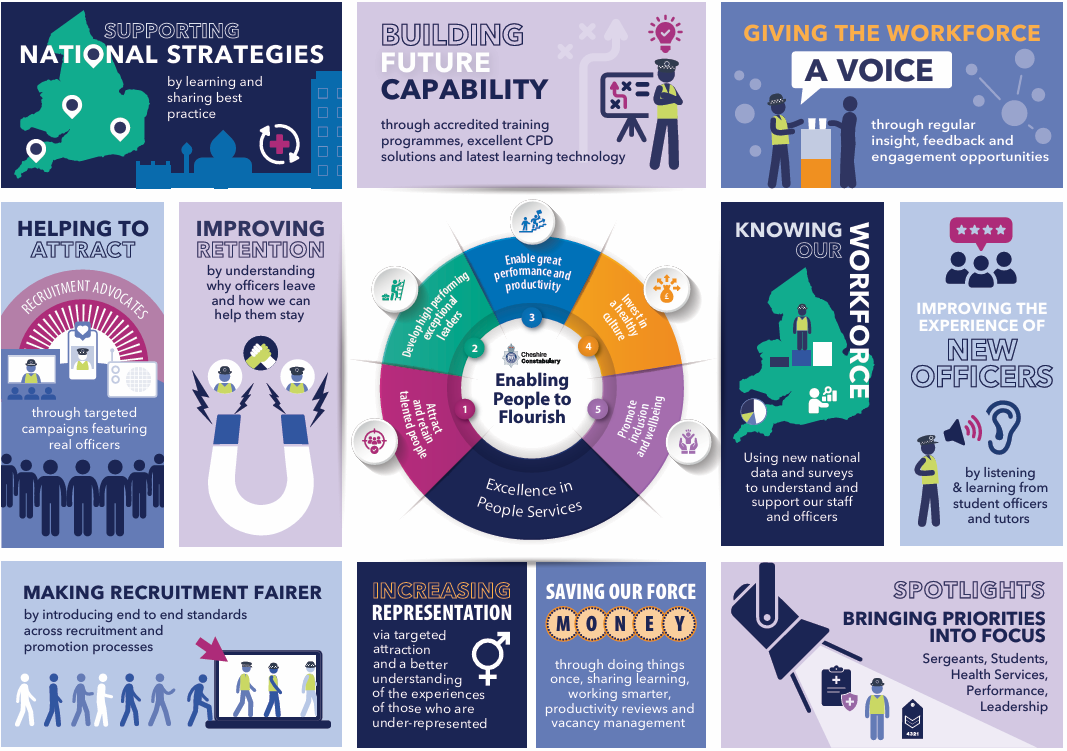 SUPPORTING
NATIONAL STRATEGIES
by learning and
sharing best
practice
BUILDING
FUTURE
CAPABILITY
through accredited training
programmes, excellent CPD
solutions and latest learning technology
GIVING THE WORKFORCE
A VOICE
through regular
insight, feedback and
engagement opportunities
HELPING TO
ATTRACT
RECRUITMENT ADVOCATES
through targeted
campaigns featuring
real officers
IMPROVING
RETENTION
by understanding
why officers leave
and how we can
help them stay
Cheshire
Constabulary
Enabling
People to
Flourish
1
Attract
and retain
talented people
2
Develop high performing
exceptional
leaders
3
Enable great
performance and
productivity
4
Invest in
a healthy
culture
5
Promote
inclusion
and wellbeing
Excellence in
People Services
KNOWING
OUR
WORKFORCE
Using new national
data and surveys
to understand and
support our staff
and officers
IMPROVING THE
EXPERIENCE OF
NEW
OFFICERS
by listening
& learning from
student officers
and tutors
MAKING RECRUITMENT FAIRER
by introducing end to end standards
across recruitment and
promotion processes
INCREASING
REPRESENTATION
via targeted
attraction
and a better
understanding
of the experiences
of those who are
under-represented
SAVING OUR FORCE
MONEY
through doing things
once, sharing learning,
working smarter,
productivity reviews and
vacancy management
SPOTLIGHTS
BRINGING PRIORITIES
INTO FOCUS
Sergeants, Students,
Health Services,
Performance,
Leadership
4321